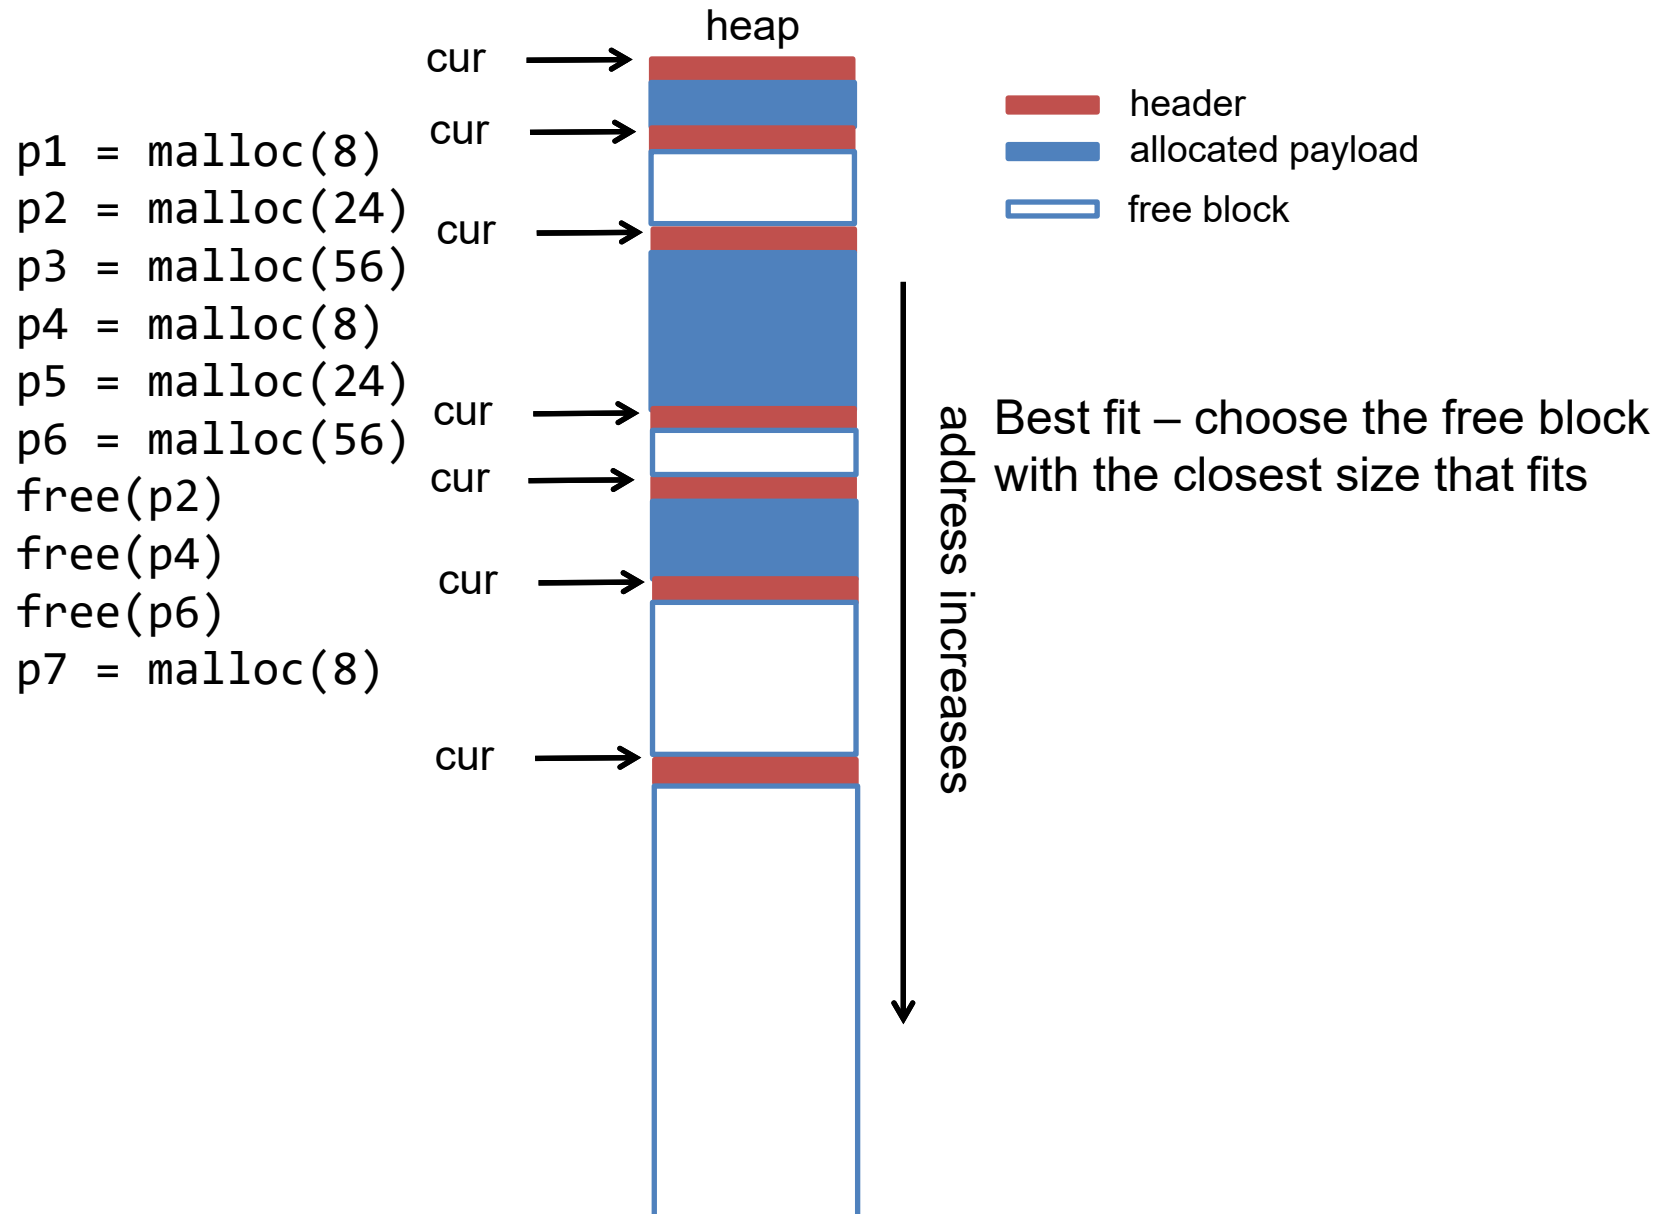 heap
cur
cur
cur
cur
cur
cur
cur
p1 = malloc(8)
p2 = malloc(24)
p3 = malloc(56)
p4 = malloc(8)
p5 = malloc(24)
p6 = malloc(56)
free(p2)
free(p4)
free(p6)
p7 = malloc(8)
header
allocated payload
free block
address increases
Best fit – choose the free block
with the closest size that fits